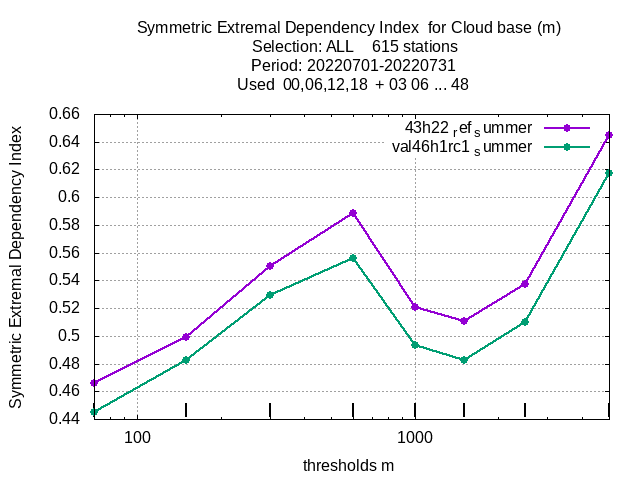 Symmetric Extremal Dependency Index for Cloud base (m)
Selection: ALL 615 stations
Period: 20220701-20220731
Used 00,06,12,18 + 03 06 ... 48
43h22 ref summer
val46h1rc1 summer
Symmetric Extremal Dependency Index
0.66
0.64
0.62
0.6
0.58
0.56
0.54
0.52
0.5
0.48
0.46
0.44
100 1000
thresholds m